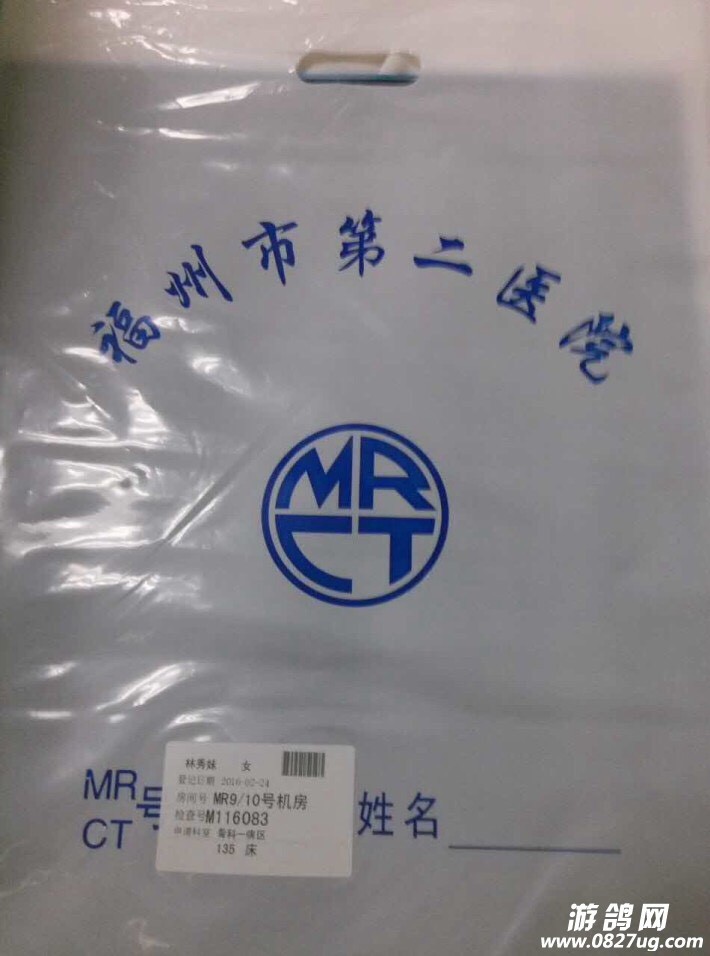 福州市第二医院
MR
CT
林秀妹 女
登记日期 2016-02-24
房间号 MR9/10号机房
检查号M116083
申请科室 骨科一病区
135 床
MR
CT
号
姓名
游鸽网
www.0827ug.com